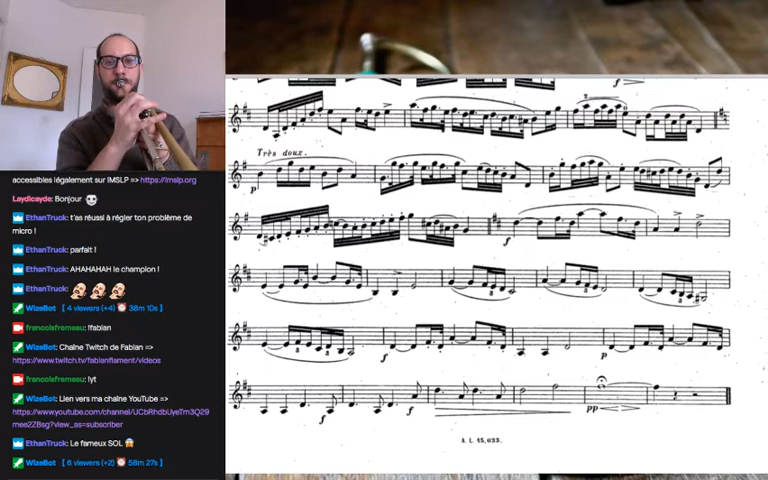 accessibles légalement sur IMSLP => https://imslp.org
Laydicayde: Bonjour
EthanTruck: t'as réussi à régler ton problème de
micro !
EthanTruck: parfait !
EthanTruck: AHAHAHAH le champion !
EthanTruck:
WizeBot [ 4 viewers (+4) 38m 10s ]
francoisfremeau: !fabian
WizeBot: Chaîne Twitch de Fabian =>
https://www.twitch.tv/fabianflament/videos
francoisfremeau: !yt
WizeBot: Lien vers ma chaîne YouTube =>
https://www.youtube.com/channel/UCbRhdbUyeTm3Q29
me62ZBsg?view_as=subscriber
EthanTruck: Le fameux SOL
WizeBot [ 6 viewers (+2) 58m 27s ]
Très doux.
p
f
f
p
f
f
pp
A. L. 15,033.